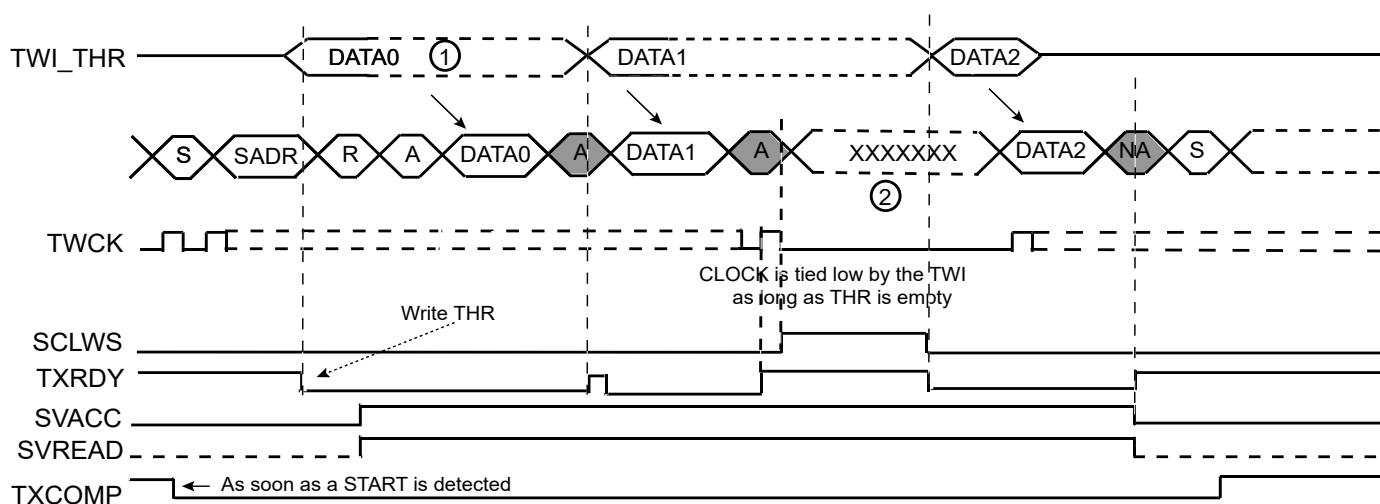 TWI_THR DATA0 1 DATA1 DATA2
S SADR R A DATA0 A DATA1 A XXXXXXX DATA2 NA S
2
TWCK
CLOCK is tied low by the TWI
as long as THR is empty
Write THR
SCLWS
TXRDY
SVACC
SVREAD
TXCOMP As soon as a START is detected